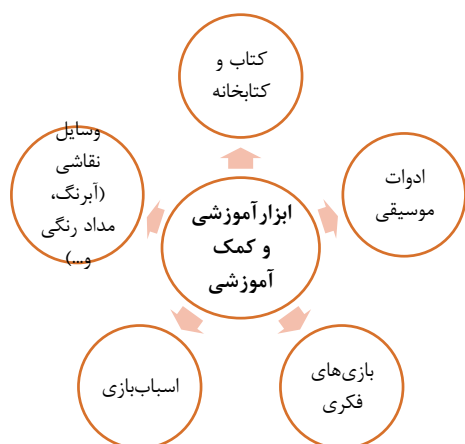 کتاب و
کتابخانه
ادوات
موسیقی
بازی‌های
فکری
اسباب‌بازی
وسایل
نقاشی
(آبرنگ،
مداد رنگی
و...)
ابزارآموزشی
و کمک
آموزشی